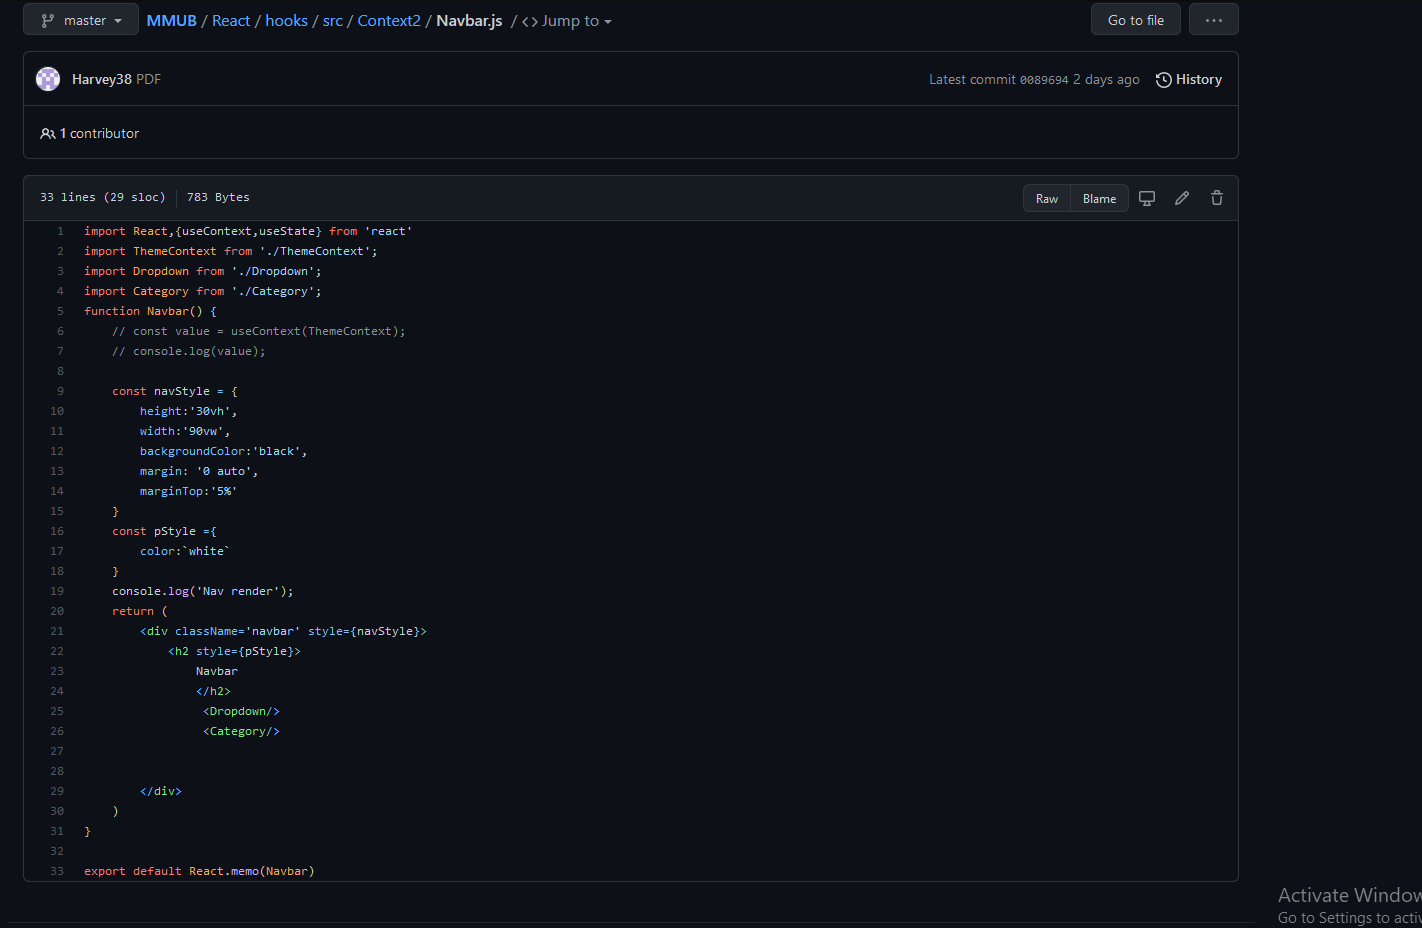 master MMUB / React / hooks / src / Context2 / Navbar.js / <> Jump to Go to file ...
Harvey38 PDF Latest commit 0089694 2 days ago History
1 contributor
33 lines (29 sloc) 783 Bytes Raw Blame
1 import React,{useContext,useState} from 'react'
2 import ThemeContext from './ThemeContext';
3 import Dropdown from './Dropdown';
4 import Category from './Category';
5 function Navbar() {
6     // const value = useContext(ThemeContext);
7     // console.log(value);
8
9     const navStyle = {
10         height:'30vh',
11         width:'90vw',
12         backgroundColor:'black',
13         margin: '0 auto',
14         marginTop:'5%'
15     }
16     const pStyle ={
17         color:`white`
18     }
19     console.log('Nav render');
20     return (
21         <div className='navbar' style={navStyle}>
22             <h2 style={pStyle}>
23                 Navbar
24                 </h2>
25                  <Dropdown/>
26                  <Category/>
27
28
29         </div>
30     )
31 }
32
33 export default React.memo(Navbar)
Activate Window
Go to Settings to activ